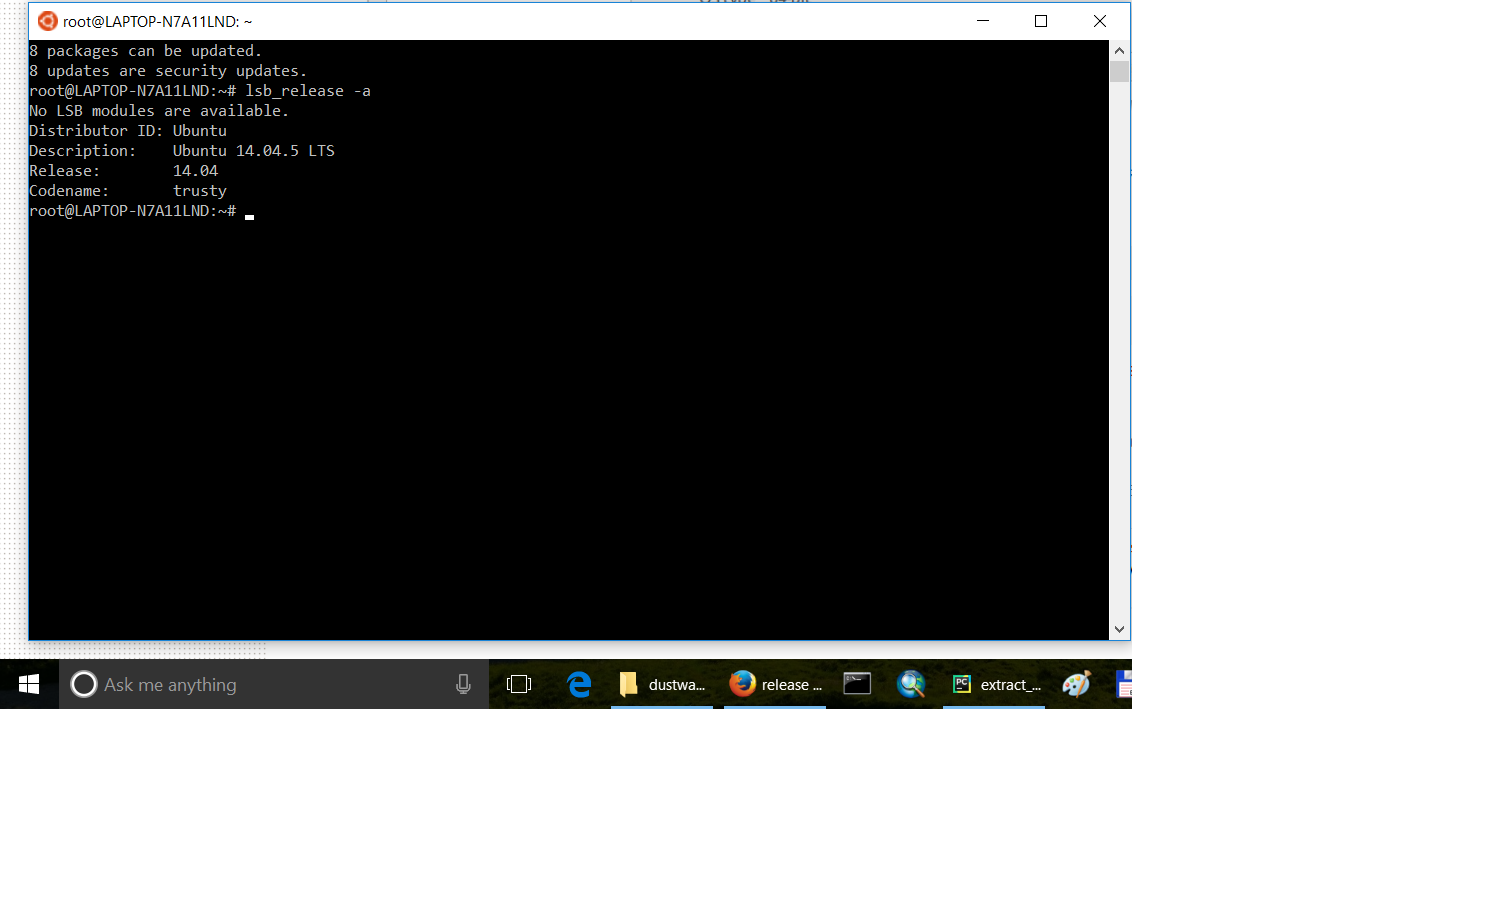 root@LAPTOP-N7A11LND: ~
8 packages can be updated.
8 updates are security updates.
root@LAPTOP-N7A11LND:~# lsb_release -a
No LSB modules are available.
Distributor ID: Ubuntu
Description:    Ubuntu 14.04.5 LTS
Release:        14.04
Codename:       trusty
root@LAPTOP-N7A11LND:~#
Ask me anything
dustwa...
release ...
PC
extract_...